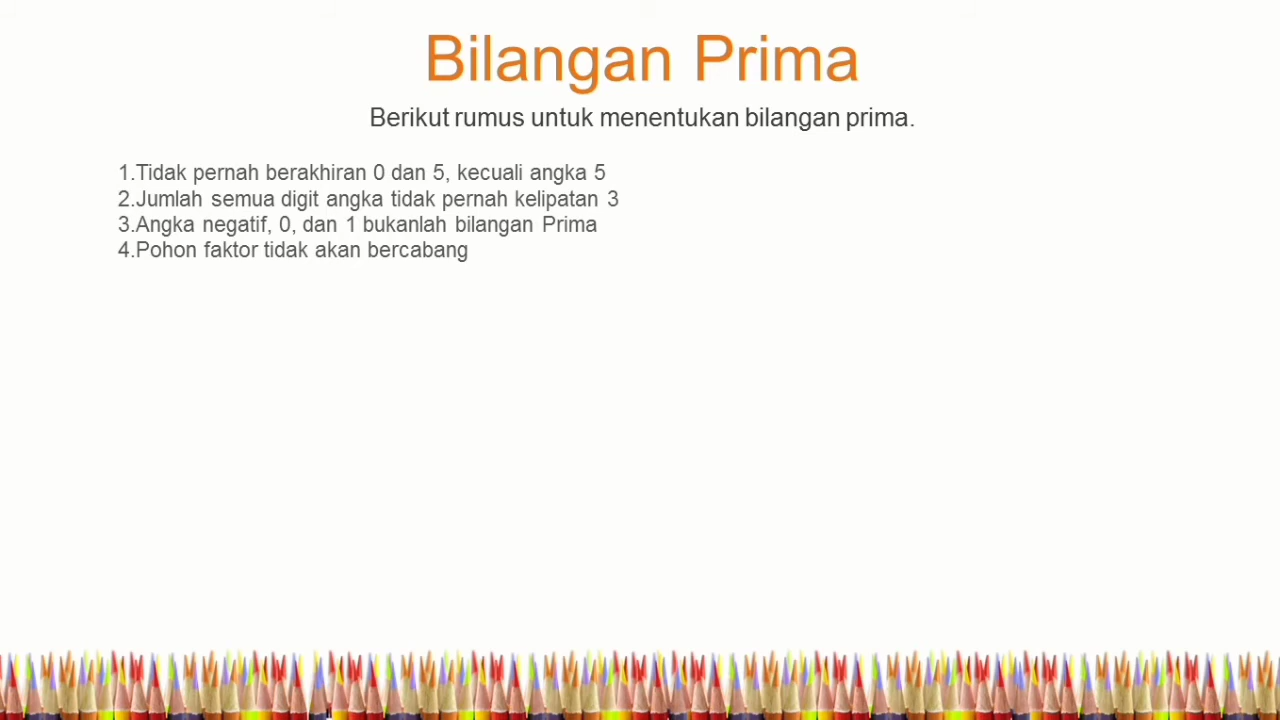 Bilangan Prima
Berikut rumus untuk menentukan bilangan prima.
1.Tidak pernah berakhiran 0 dan 5, kecuali angka 5
2.Jumlah semua digit angka tidak pernah kelipatan 3
3.Angka negatif, 0, dan 1 bukanlah bilangan Prima
4.Pohon faktor tidak akan bercabang